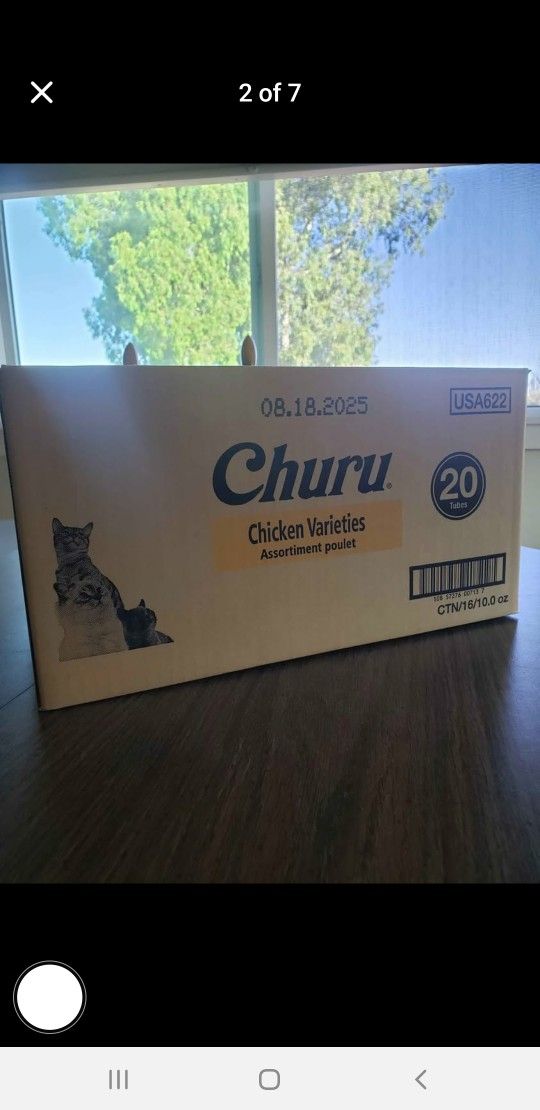 2 of 7
08.18.2025
USA622
Churu®
20
Tubes
Chicken Varieties
Assortiment poulet
CTN/16/10.0 oz